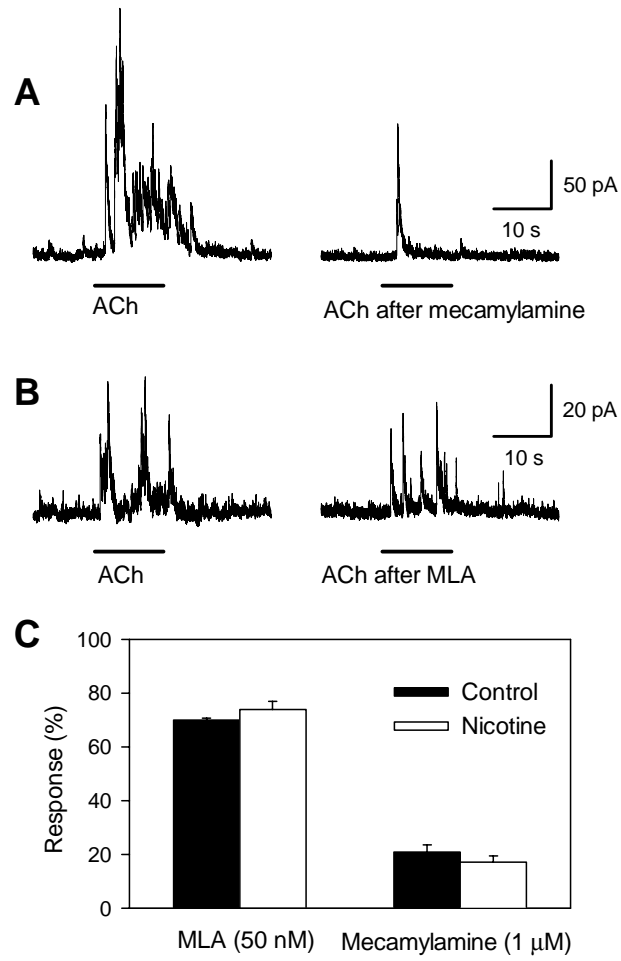 A
50 pA
10 s
ACh
ACh after mecamylamine
B
20 pA
10 s
ACh
ACh after MLA
C
100
80
60
40
20
0
Response (%)
Control
Nicotine
MLA (50 nM)
Mecamylamine (1 μM)